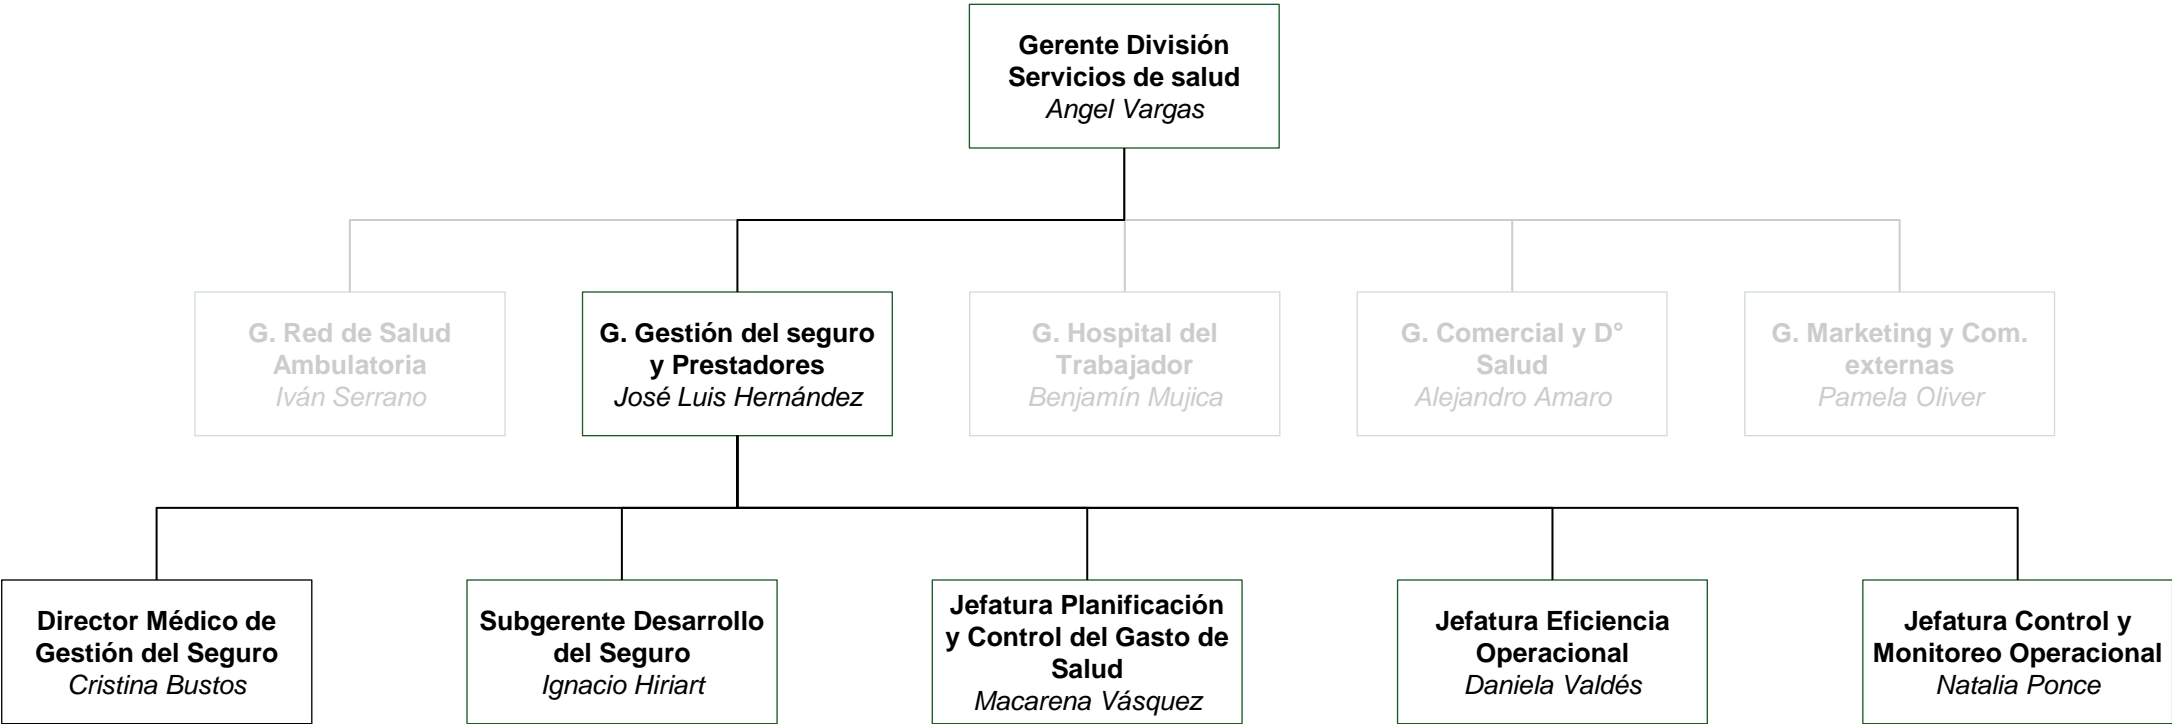 Gerente División
Servicios de salud
Angel Vargas
G. Red de Salud
Ambulatoria
Iván Serrano
G. Gestión del seguro
y Prestadores
José Luis Hernández
G. Hospital del
Trabajador
Benjamín Mujica
G. Comercial y D°
Salud
Alejandro Amaro
G. Marketing y Com.
externas
Pamela Oliver
Director Médico de
Gestión del Seguro
Cristina Bustos
Subgerente Desarrollo
del Seguro
Ignacio Hiriart
Jefatura Planificación
y Control del Gasto de
Salud
Macarena Vásquez
Jefatura Eficiencia
Operacional
Daniela Valdés
Jefatura Control y
Monitoreo Operacional
Natalia Ponce